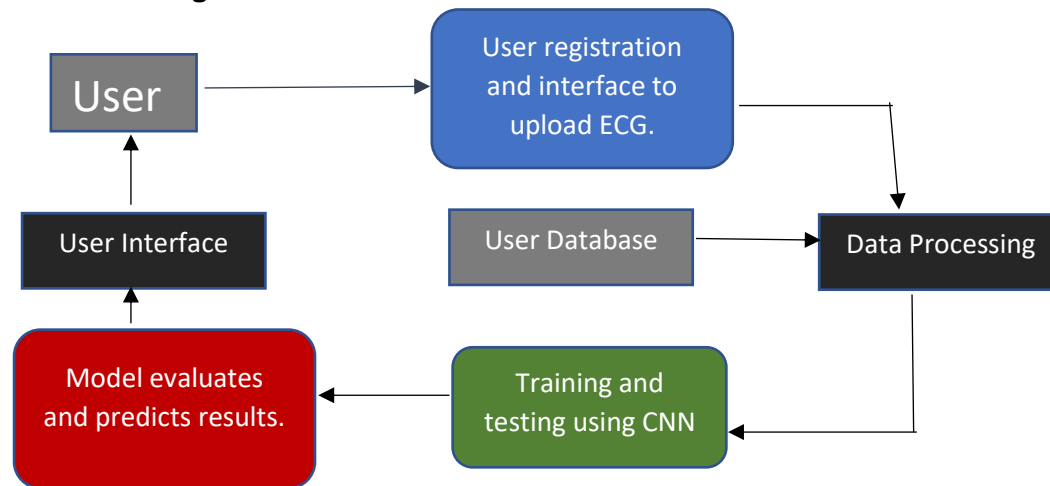 User
User registration
and interface to
upload ECG.
User Interface
User Database
Data Processing
Model evaluates
and predicts results.
Training and
testing using CNN